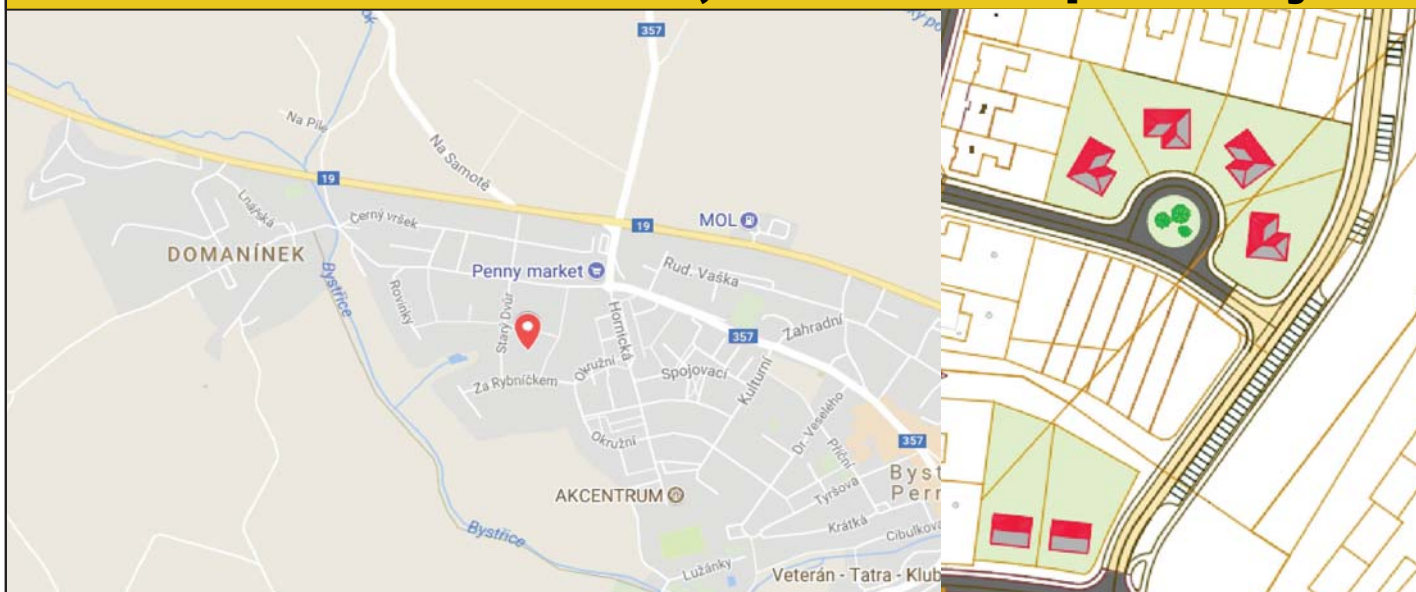 357
Na Pile
Na Samotě
19
Lnářská
Černý vršek
19
MOL
DOMANÍNEK
Bystřice
Penny market
Rud. Vaška
Rovinky
Starý Dvůr
Hornická
357
Zahradní
Za Rybníčkem
Okružní
Spojovací
Kulturní
Dr. Veselého
Okružní
357
Příční
Byst
Pern
AKCENTRUM
Tyršova
Krátká
Cibulkova
Bystřice
Lužánky
Veterán - Tatra - Klub